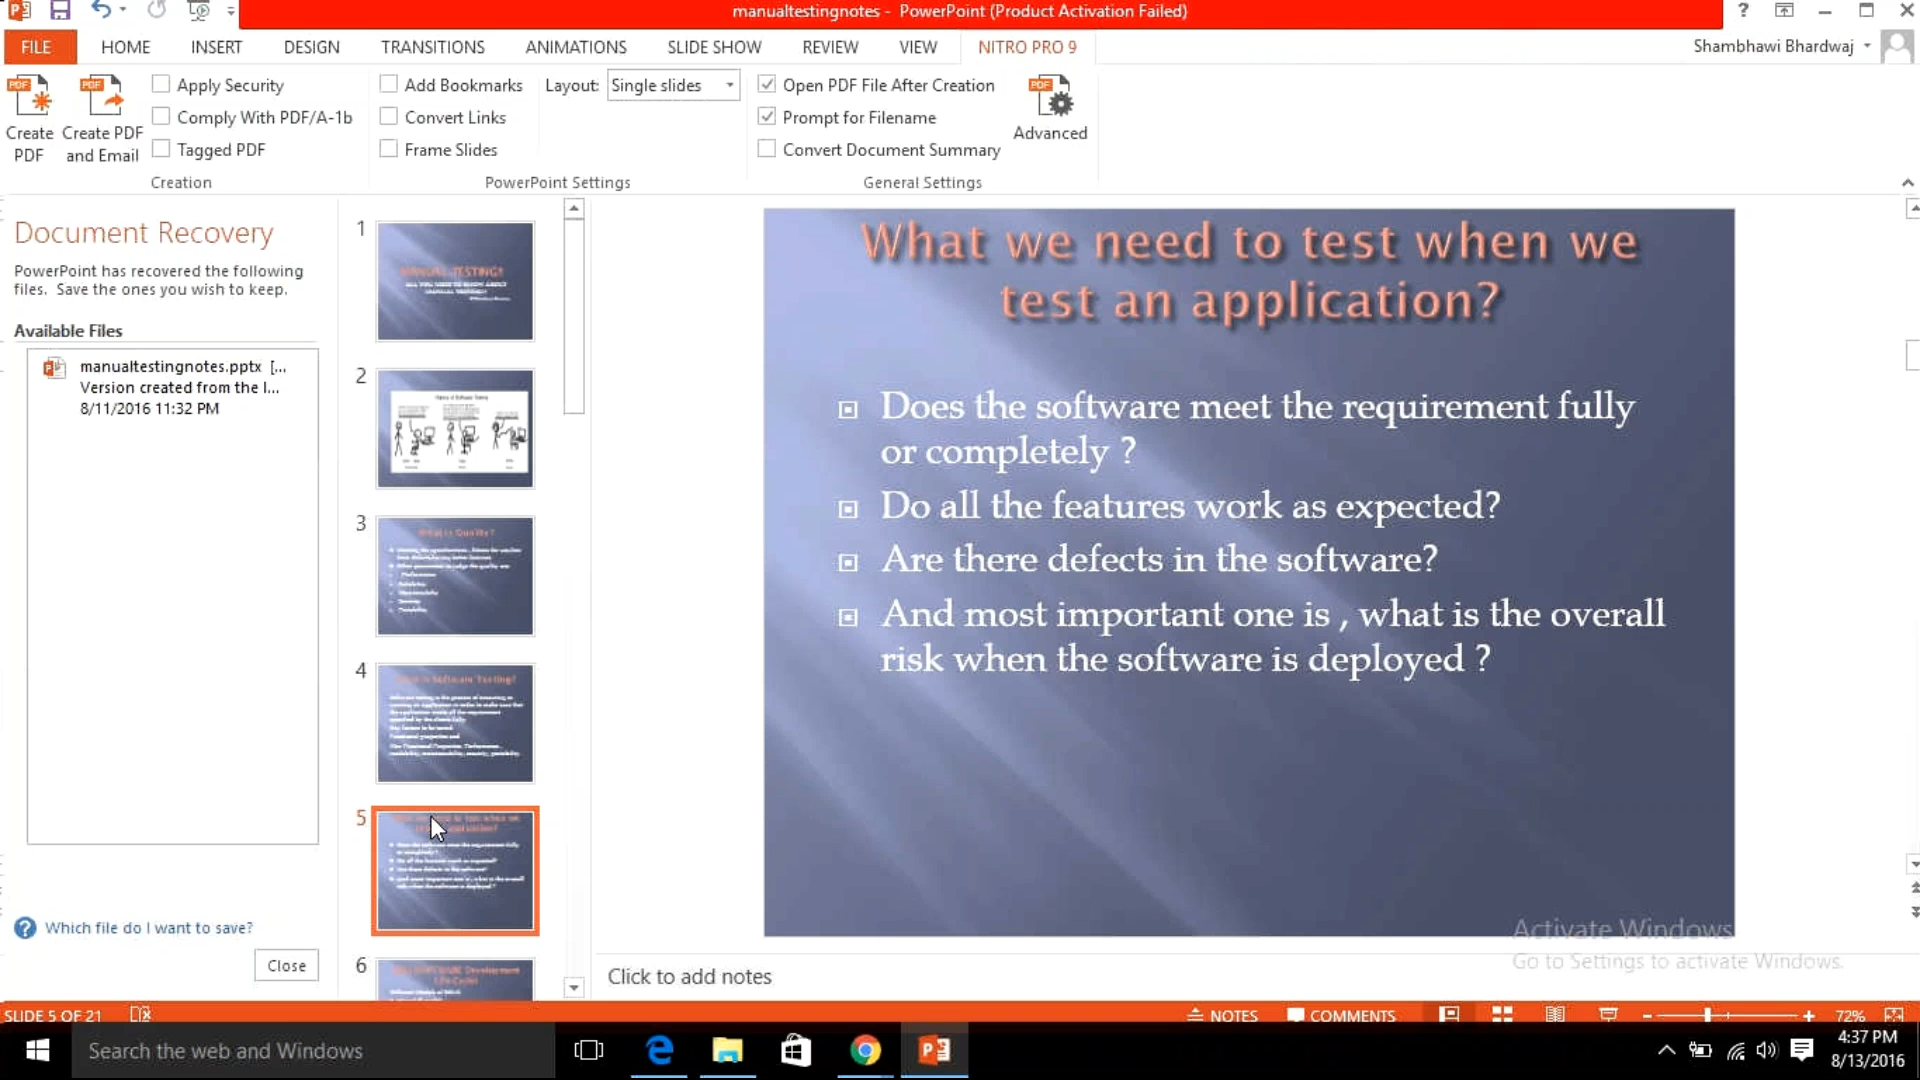 manualtestingnotes - PowerPoint (Product Activation Failed)
FILE HOME INSERT DESIGN TRANSITIONS ANIMATIONS SLIDE SHOW REVIEW VIEW NITRO PRO 9
Shambhawi Bhardwaj
Create PDF
Create PDF and Email
Apply Security
Comply With PDF/A-1b
Tagged PDF
Creation
Add Bookmarks
Convert Links
Frame Slides
Layout: Single slides
PowerPoint Settings
Open PDF File After Creation
Prompt for Filename
Convert Document Summary
Advanced
General Settings
Document Recovery
PowerPoint has recovered the following
files. Save the ones you wish to keep.
Available Files
manualtestingnotes.pptx [...
Version created from the l...
8/11/2016 11:32 PM
Which file do I want to save?
Close
1
2
3
What is Quality?
4
What is Software Testing?
5
6
What we need to test when we
test an application?
Does the software meet the requirement fully
or completely ?
Do all the features work as expected?
Are there defects in the software?
And most important one is , what is the overall
risk when the software is deployed ?
Activate Windows
Go to Settings to activate Windows.
Click to add notes
SLIDE 5 OF 21
NOTES COMMENTS 72%
Search the web and Windows
4:37 PM
8/13/2016